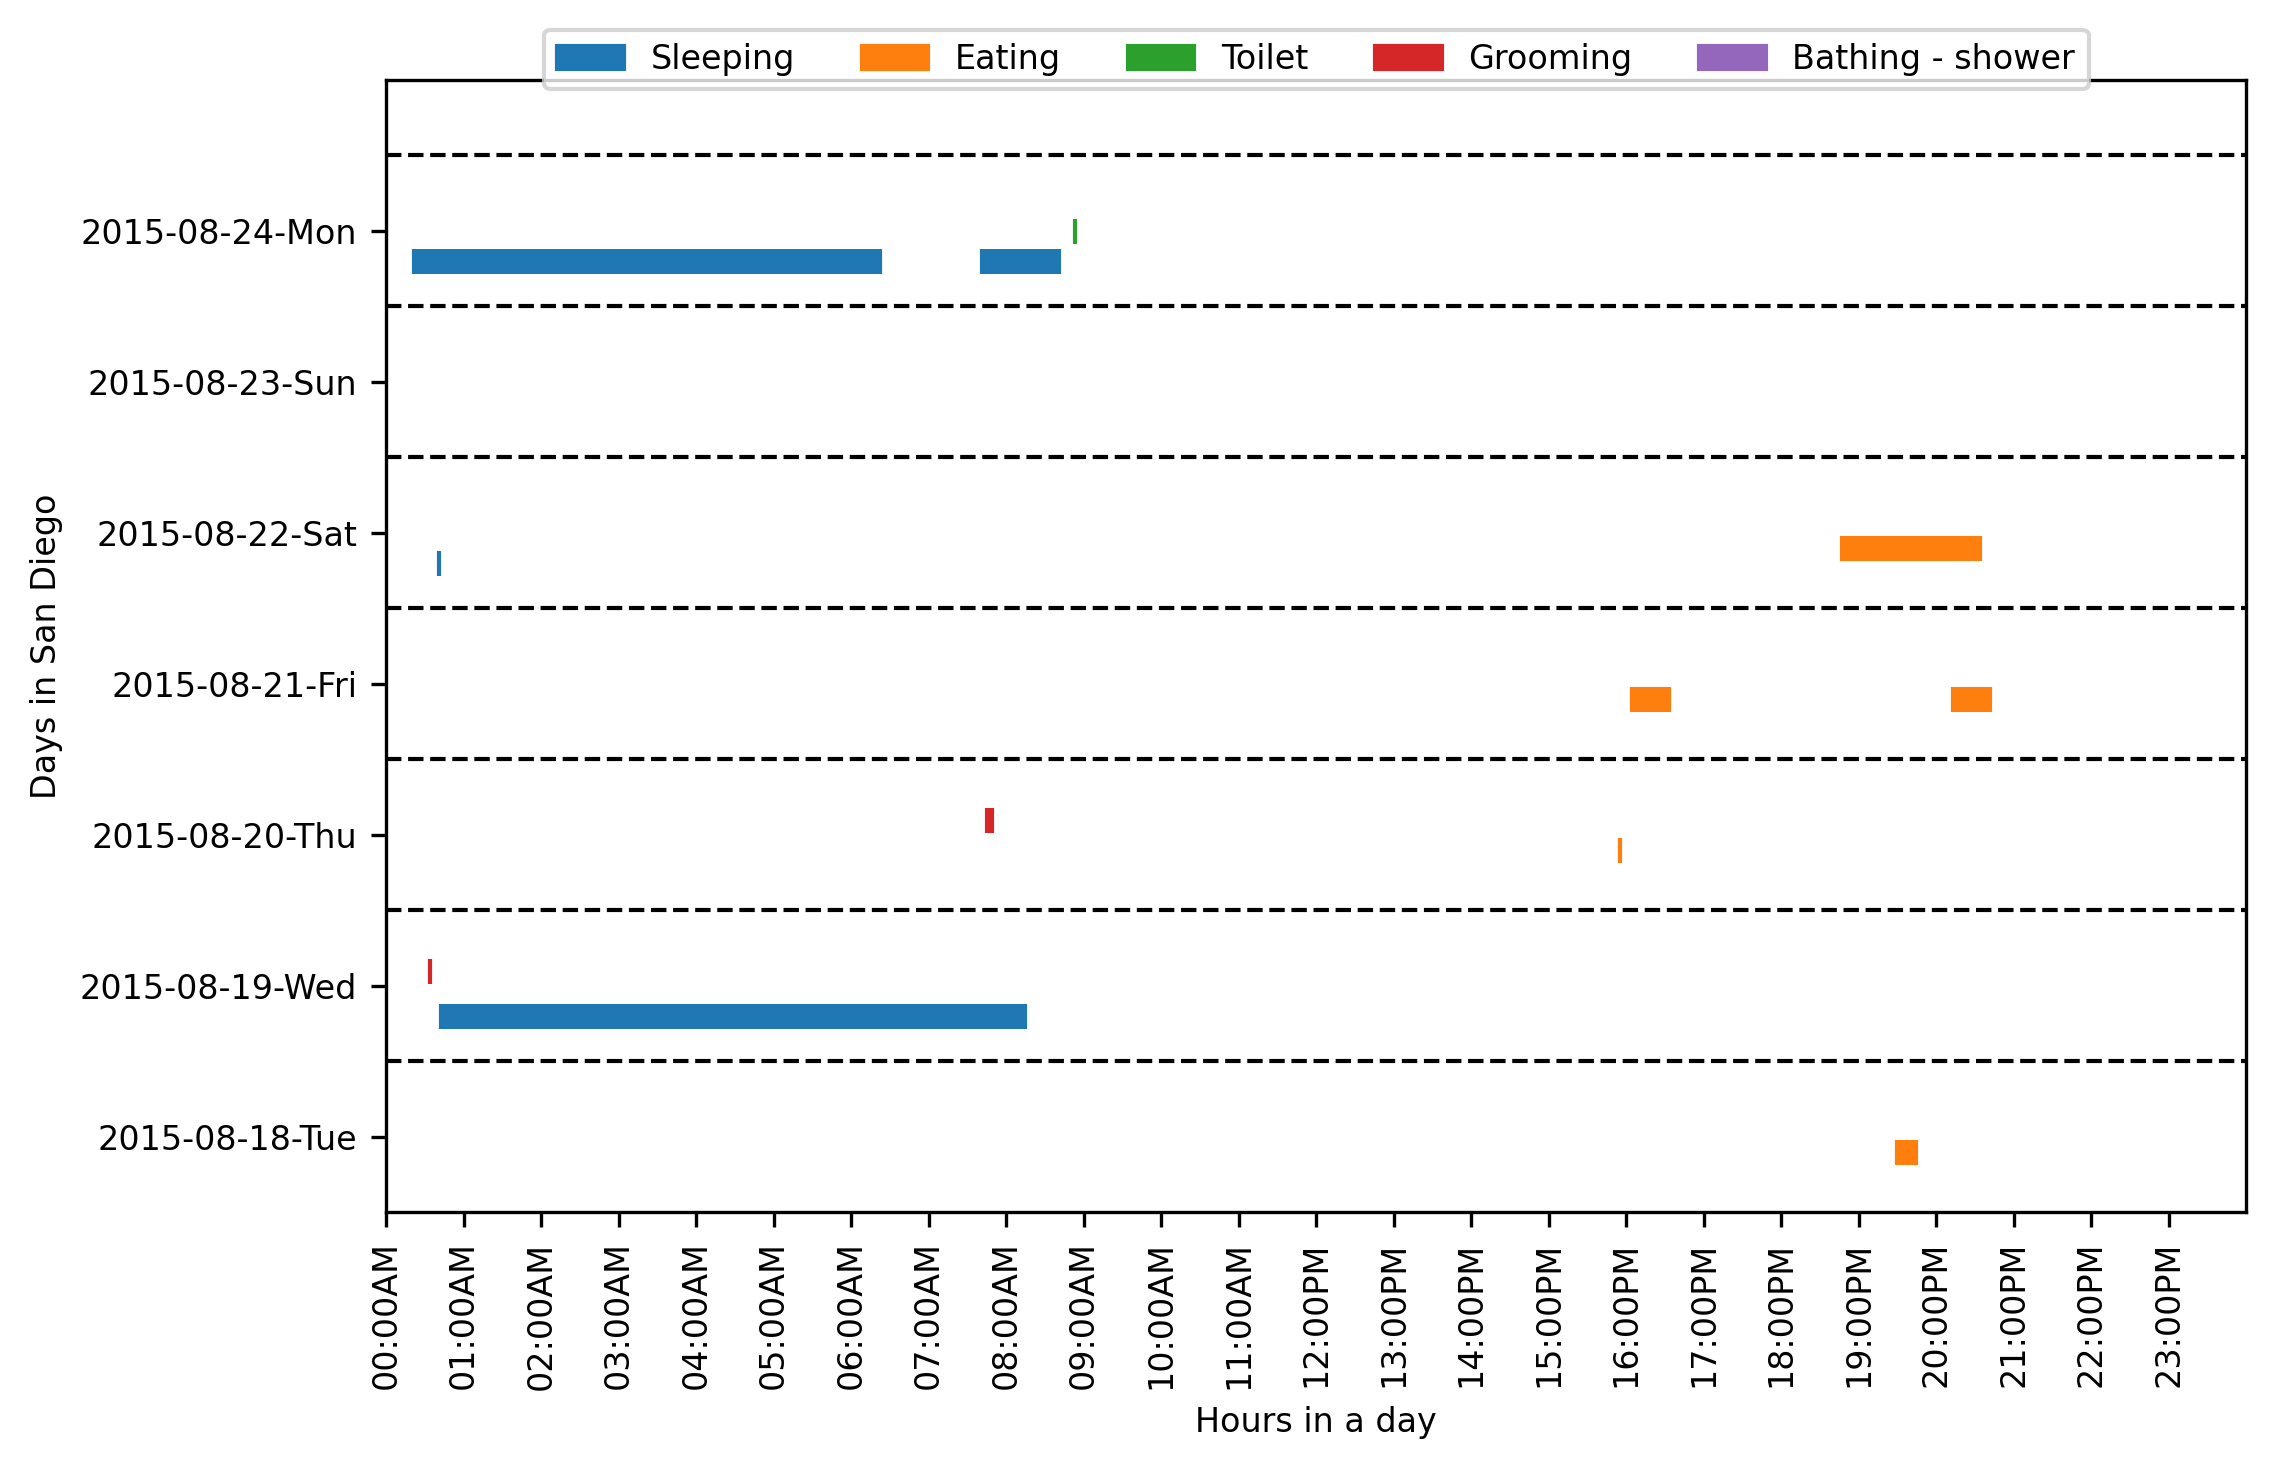 Sleeping Eating Toilet Grooming Bathing - shower
2015-08-24-Mon
2015-08-23-Sun
2015-08-22-Sat
2015-08-21-Fri
2015-08-20-Thu
2015-08-19-Wed
2015-08-18-Tue
Days in San Diego
00:00AM
01:00AM
02:00AM
03:00AM
04:00AM
05:00AM
06:00AM
07:00AM
08:00AM
09:00AM
10:00AM
11:00AM
12:00PM
13:00PM
14:00PM
15:00PM
16:00PM
17:00PM
18:00PM
19:00PM
20:00PM
21:00PM
22:00PM
23:00PM
Hours in a day